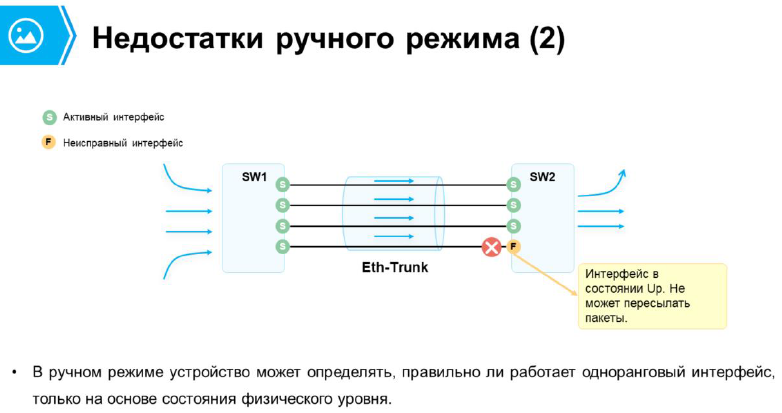 Недостатки ручного режима (2)
S Активный интерфейс
F Неисправный интерфейс
SW1
SW2
S S
S S
S S
S F
Eth-Trunk
Интерфейс в
состоянии Up. Не
может пересылать
пакеты.
• В ручном режиме устройство может определять, правильно ли работает одноранговый интерфейс,
только на основе состояния физического уровня.